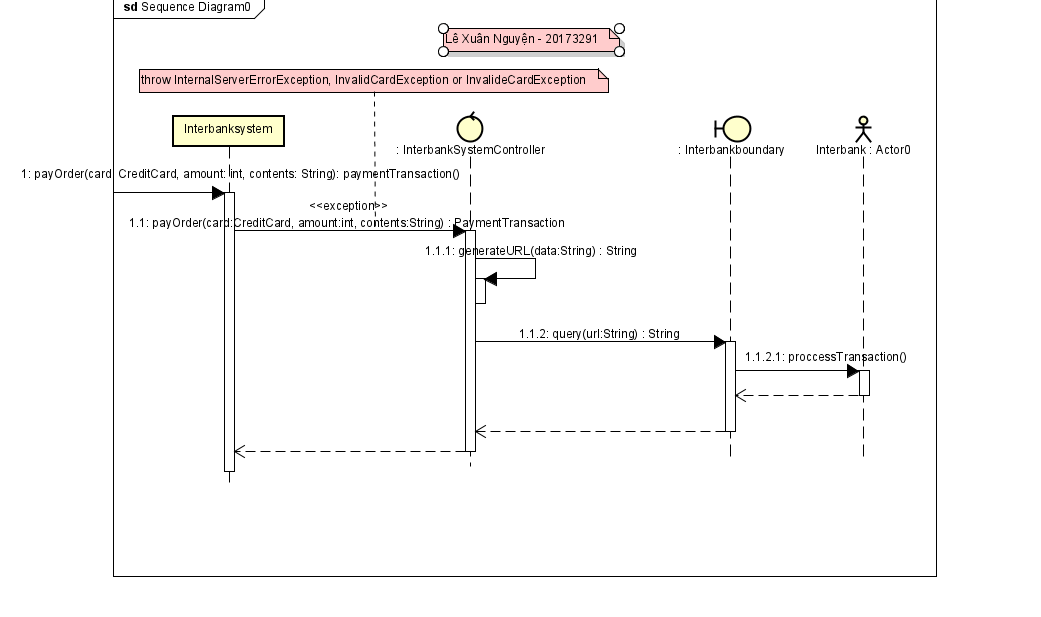 sd Sequence Diagram0
Lê Xuân Nguyện - 20173291
throw InternalServerErrorException, InvalidCardException or InvalideCardException
Interbanksystem
: InterbankSystemController
: Interbankboundary
Interbank : Actor0
1: payOrder(card: CreditCard, amount: int, contents: String): paymentTransaction()
<<exception>>
1.1: payOrder(card:CreditCard, amount:int, contents:String) : PaymentTransaction
1.1.1: generateURL(data:String) : String
1.1.2: query(url:String) : String
1.1.2.1: proccessTransaction()